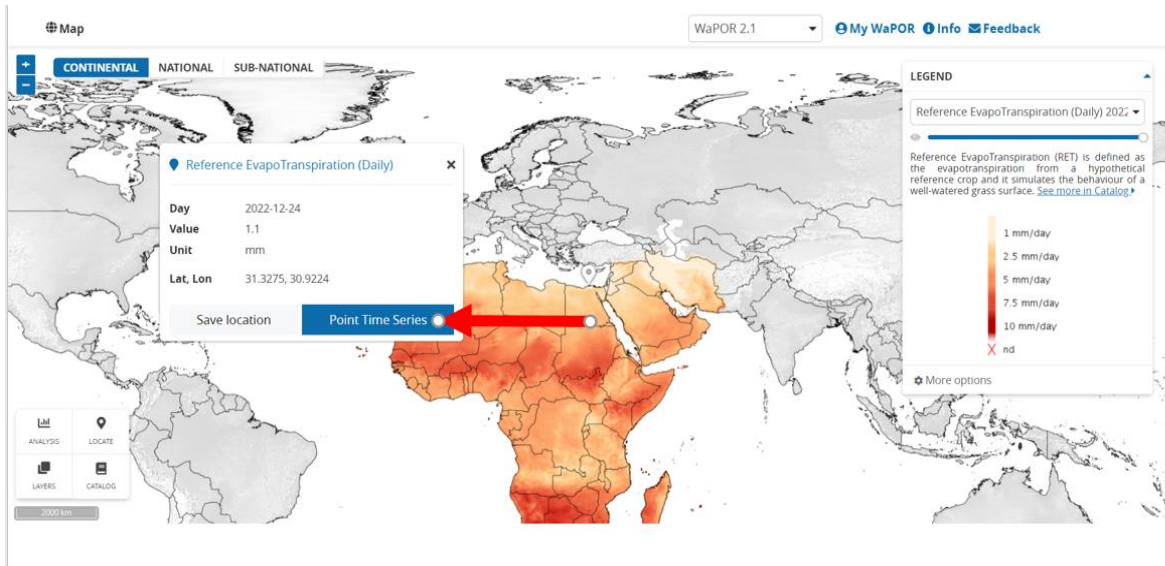 Map
WaPOR 2.1
My WaPOR Info Feedback
+
−
CONTINENTAL NATIONAL SUB-NATIONAL
LEGEND
Reference EvapoTranspiration (Daily) 2022
Reference EvapoTranspiration (RET) is defined as
the evapotranspiration from a hypothetical
reference crop and it simulates the behaviour of a
well-watered grass surface. See more in Catalog
1 mm/day
2.5 mm/day
5 mm/day
7.5 mm/day
10 mm/day
nd
More options
Reference EvapoTranspiration (Daily)
Day 2022-12-24
Value 1.1
Unit mm
Lat, Lon 31.3275, 30.9224
Save location Point Time Series
ANALYSIS LOCATE
LAYERS CATALOG
2000 km